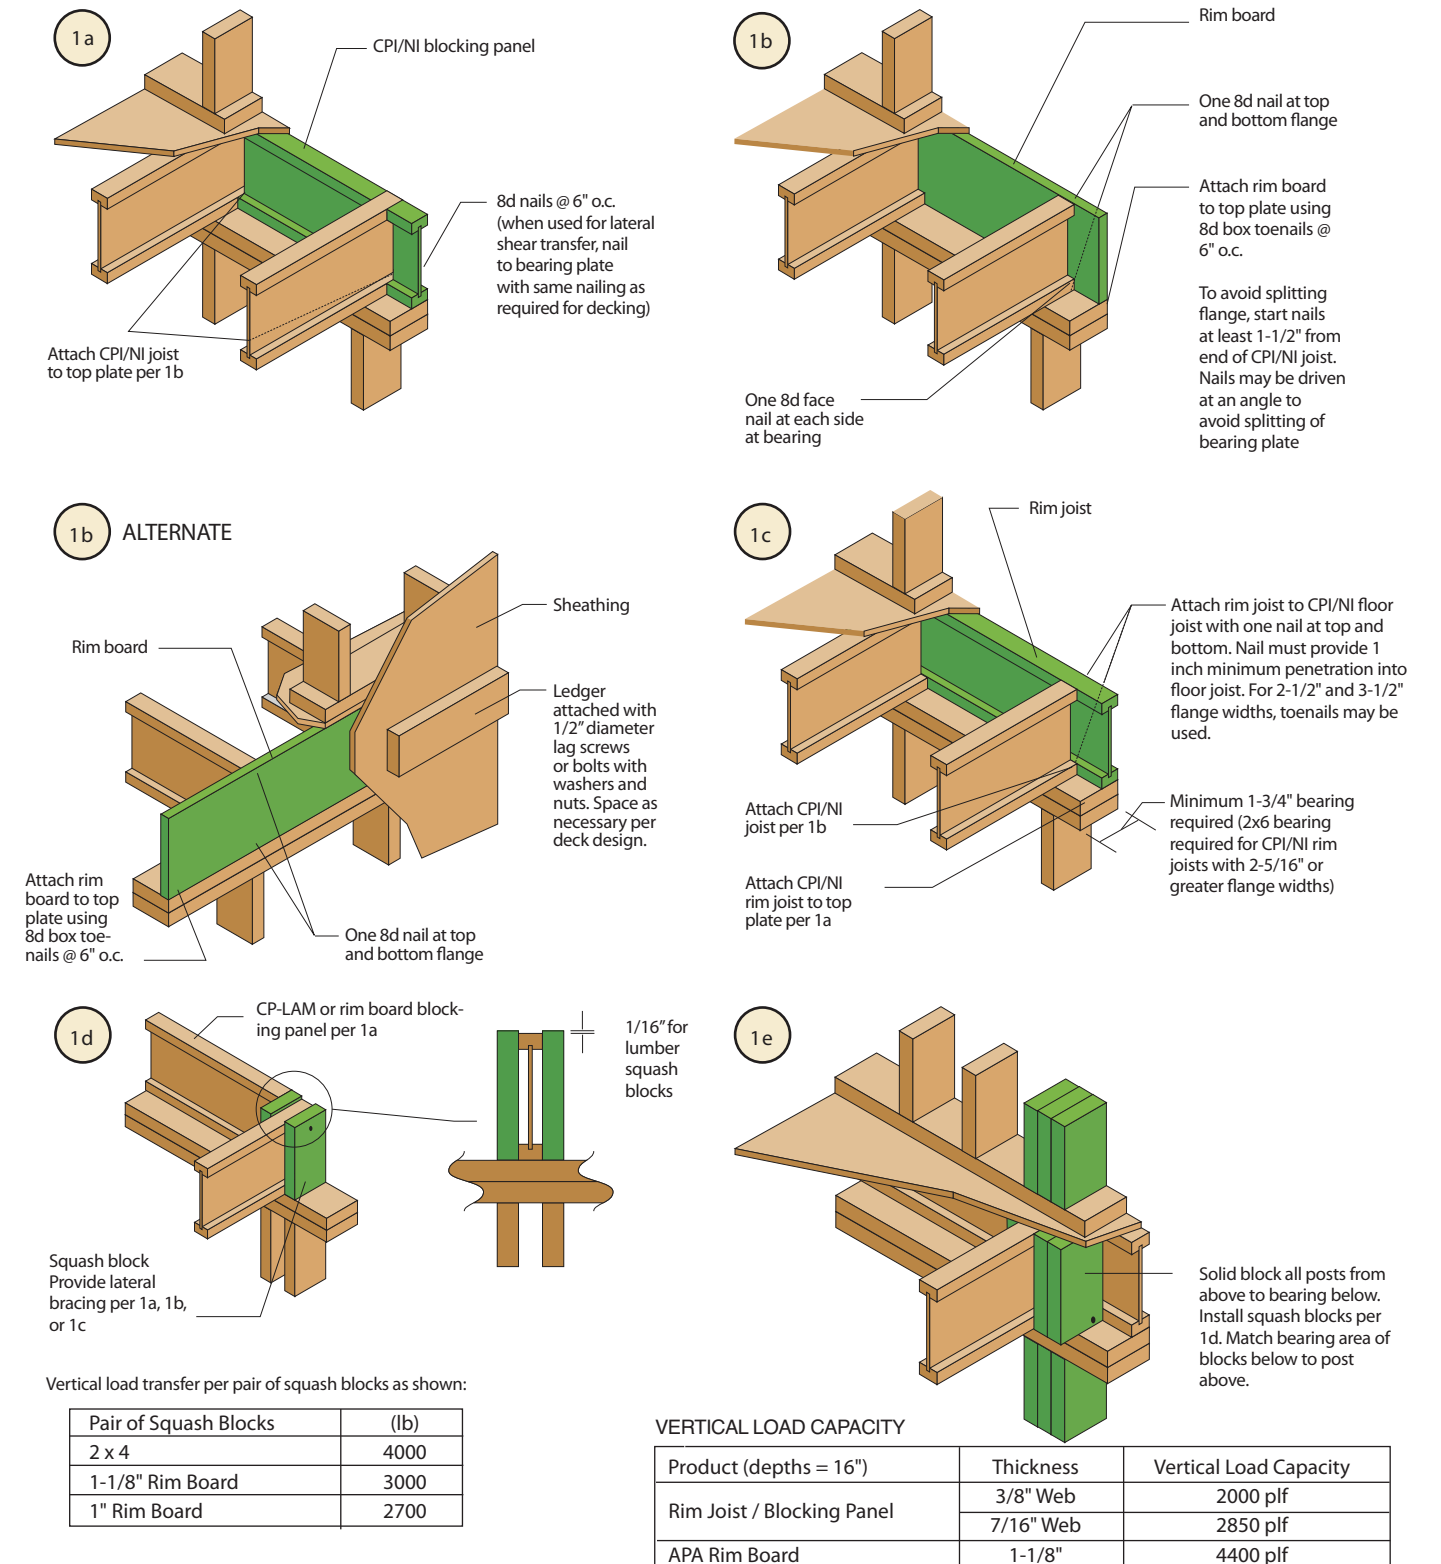 1a
CPI/NI blocking panel
8d nails @ 6" o.c.
(when used for lateral
shear transfer, nail
to bearing plate
with same nailing as
required for decking)
Attach CPI/NI joist
to top plate per 1b
1b
Rim board
One 8d nail at top
and bottom flange
Attach rim board
to top plate using
8d box toenails @
6" o.c.
To avoid splitting
flange, start nails
at least 1-1/2" from
end of CPI/NI joist.
Nails may be driven
at an angle to
avoid splitting of
bearing plate
One 8d face
nail at each side
at bearing
1b ALTERNATE
Sheathing
Rim board
Ledger
attached with
1/2" diameter
lag screws
or bolts with
washers and
nuts. Space as
necessary per
deck design.
Attach rim
board to top
plate using
8d box toe-
nails @ 6" o.c.
One 8d nail at top
and bottom flange
1c
Rim joist
Attach rim joist to CPI/NI floor
joist with one nail at top and
bottom. Nail must provide 1
inch minimum penetration into
floor joist. For 2-1/2" and 3-1/2"
flange widths, toenails may be
used.
Attach CPI/NI
joist per 1b
Minimum 1-3/4" bearing
required (2x6 bearing
required for CPI/NI rim
joists with 2-5/16" or
greater flange widths)
Attach CPI/NI
rim joist to top
plate per 1a
1d
CP-LAM or rim board block-
ing panel per 1a
1/16" for
lumber
squash
blocks
Squash block
Provide lateral
bracing per 1a, 1b,
or 1c
1e
Solid block all posts from
above to bearing below.
Install squash blocks per
1d. Match bearing area of
blocks below to post
above.
Vertical load transfer per pair of squash blocks as shown:
Pair of Squash Blocks (lb)
2 x 4 4000
1-1/8" Rim Board 3000
1" Rim Board 2700
VERTICAL LOAD CAPACITY
Product (depths = 16") Thickness Vertical Load Capacity
Rim Joist / Blocking Panel 3/8" Web 2000 plf
7/16" Web 2850 plf
APA Rim Board 1-1/8" 4400 plf